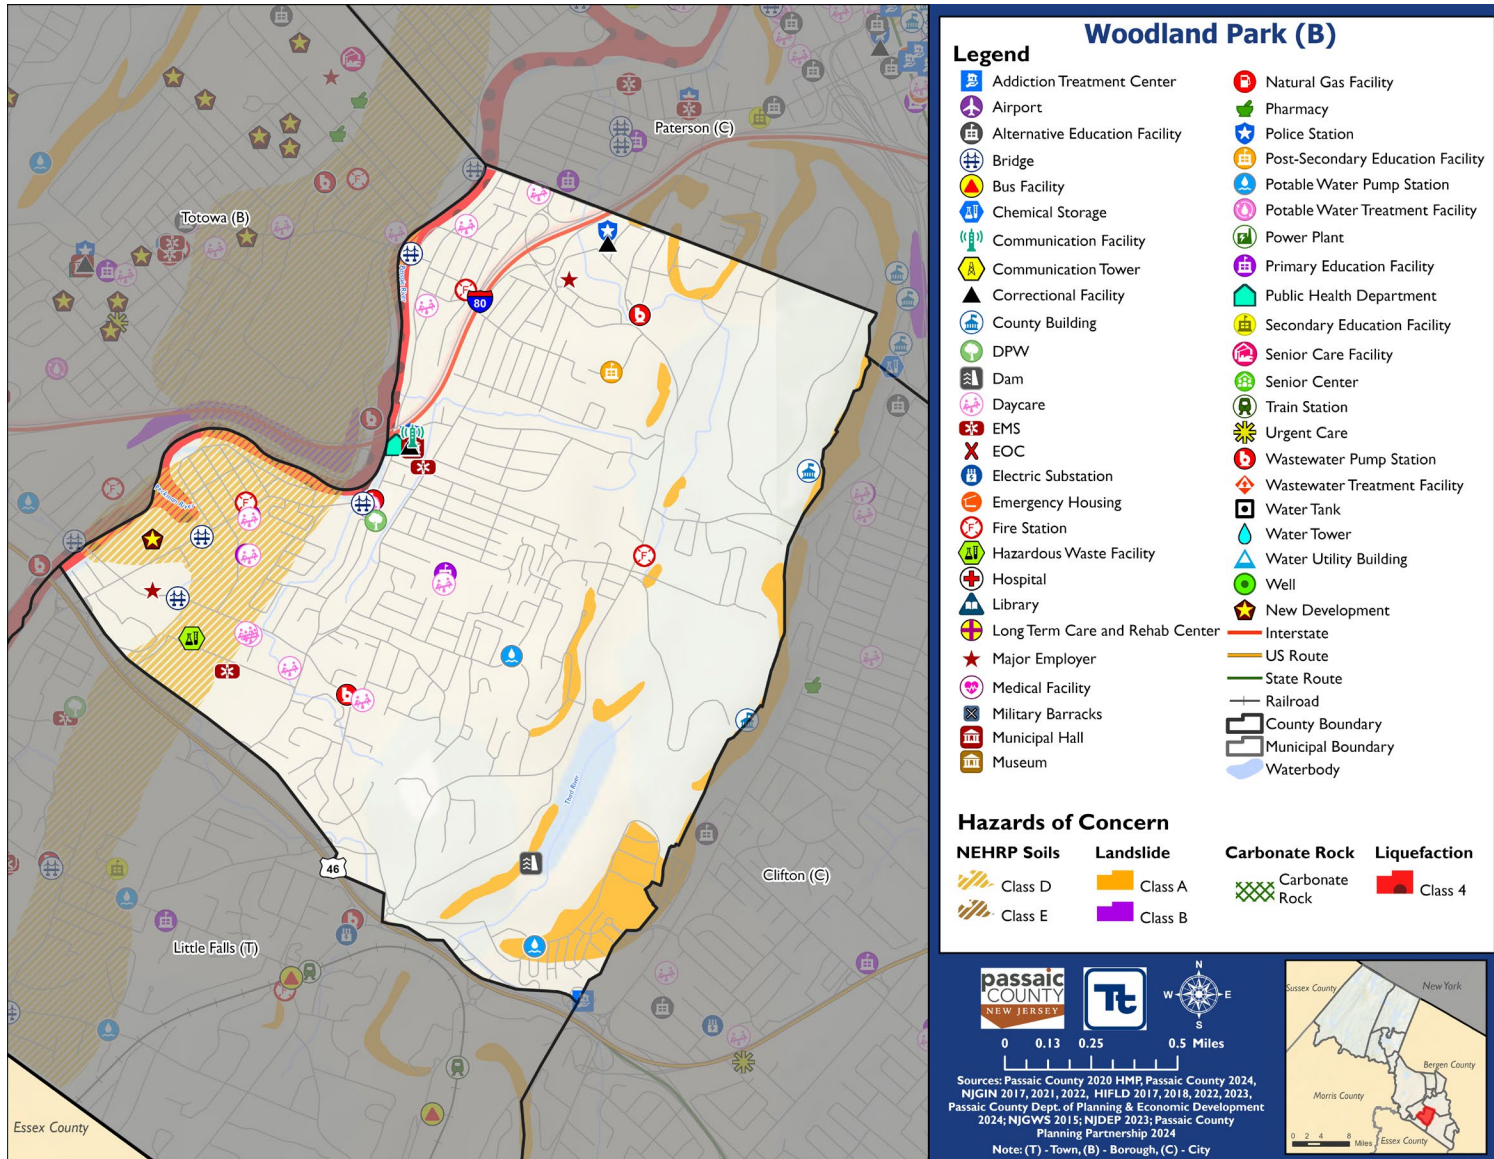 Woodland Park (B)
Legend
Addiction Treatment Center
Airport
Alternative Education Facility
Bridge
Bus Facility
Chemical Storage
Communication Facility
Communication Tower
Correctional Facility
County Building
DPW
Dam
Daycare
EMS
EOC
Electric Substation
Emergency Housing
Fire Station
Hazardous Waste Facility
Hospital
Library
Long Term Care and Rehab Center
Major Employer
Medical Facility
Military Barracks
Municipal Hall
Museum
Natural Gas Facility
Pharmacy
Police Station
Post-Secondary Education Facility
Potable Water Pump Station
Potable Water Treatment Facility
Power Plant
Primary Education Facility
Public Health Department
Secondary Education Facility
Senior Care Facility
Senior Center
Train Station
Urgent Care
Wastewater Pump Station
Wastewater Treatment Facility
Water Tank
Water Tower
Water Utility Building
Well
New Development
Interstate
US Route
State Route
Railroad
County Boundary
Municipal Boundary
Waterbody
Hazards of Concern
NEHRP Soils
Class D
Class E
Landslide
Class A
Class B
Carbonate Rock
Carbonate
Rock
Liquefaction
Class 4
Paterson (C)
Totowa (B)
80
Third River
46
Clifton (C)
Little Falls (T)
Essex County
passaic
COUNTY
NEW JERSEY
Tt
N
W E
S
0 0.13 0.25 0.5 Miles
Sources: Passaic County 2020 HMP, Passaic County 2024,
NJGIN 2017, 2021, 2022, HIFLD 2017, 2018, 2022, 2023,
Passaic County Dept. of Planning & Economic Development
2024; NJGWS 2015; NJDEP 2023; Passaic County
Planning Partnership 2024
Note: (T) - Town, (B) - Borough, (C) - City
Sussex County
New York
Bergen County
Morris County
Essex County
0 2 4 8 Miles